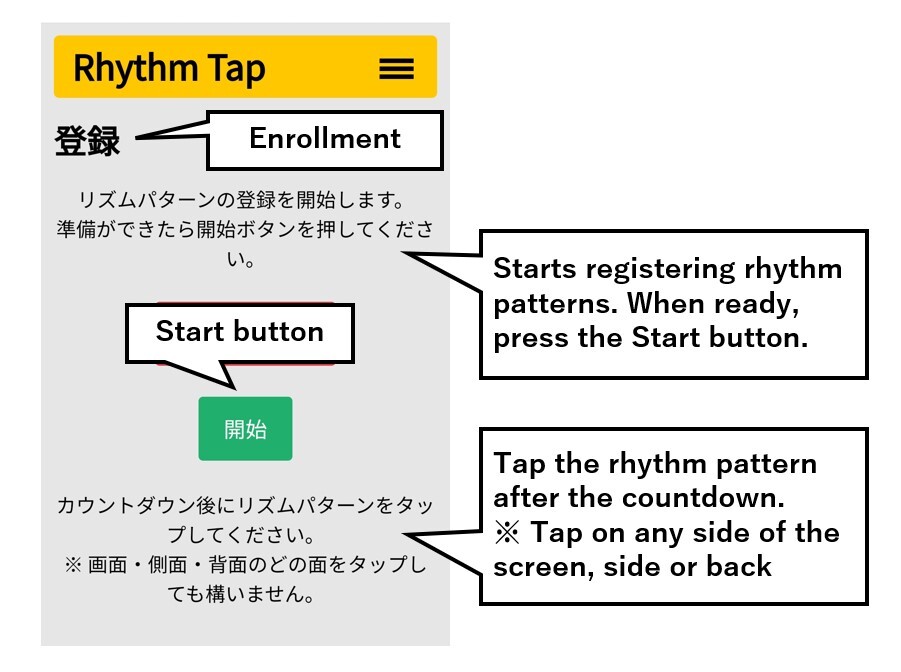 Rhythm Tap
登録
Enrollment
リズムパターンの登録を開始します。
準備ができたら開始ボタンを押してくださ
い。
Starts registering rhythm
patterns. When ready,
press the Start button.
Start button
開始
カウントダウン後にリズムパターンをタッ
プしてください。
※ 画面・側面・背面のどの面をタップし
ても構いません。
Tap the rhythm pattern
after the countdown.
※ Tap on any side of the
screen, side or back